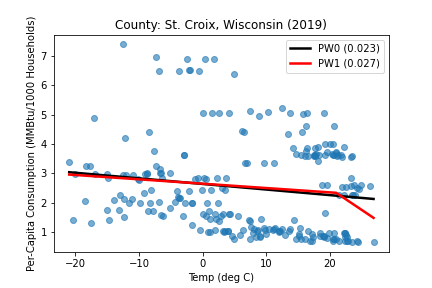 County: St. Croix, Wisconsin (2019)
PW0 (0.023)
PW1 (0.027)
Per-Capita Consumption (MMBtu/1000 Households)
7
6
5
4
3
2
1
−20
−10
0
10
20
Temp (deg C)